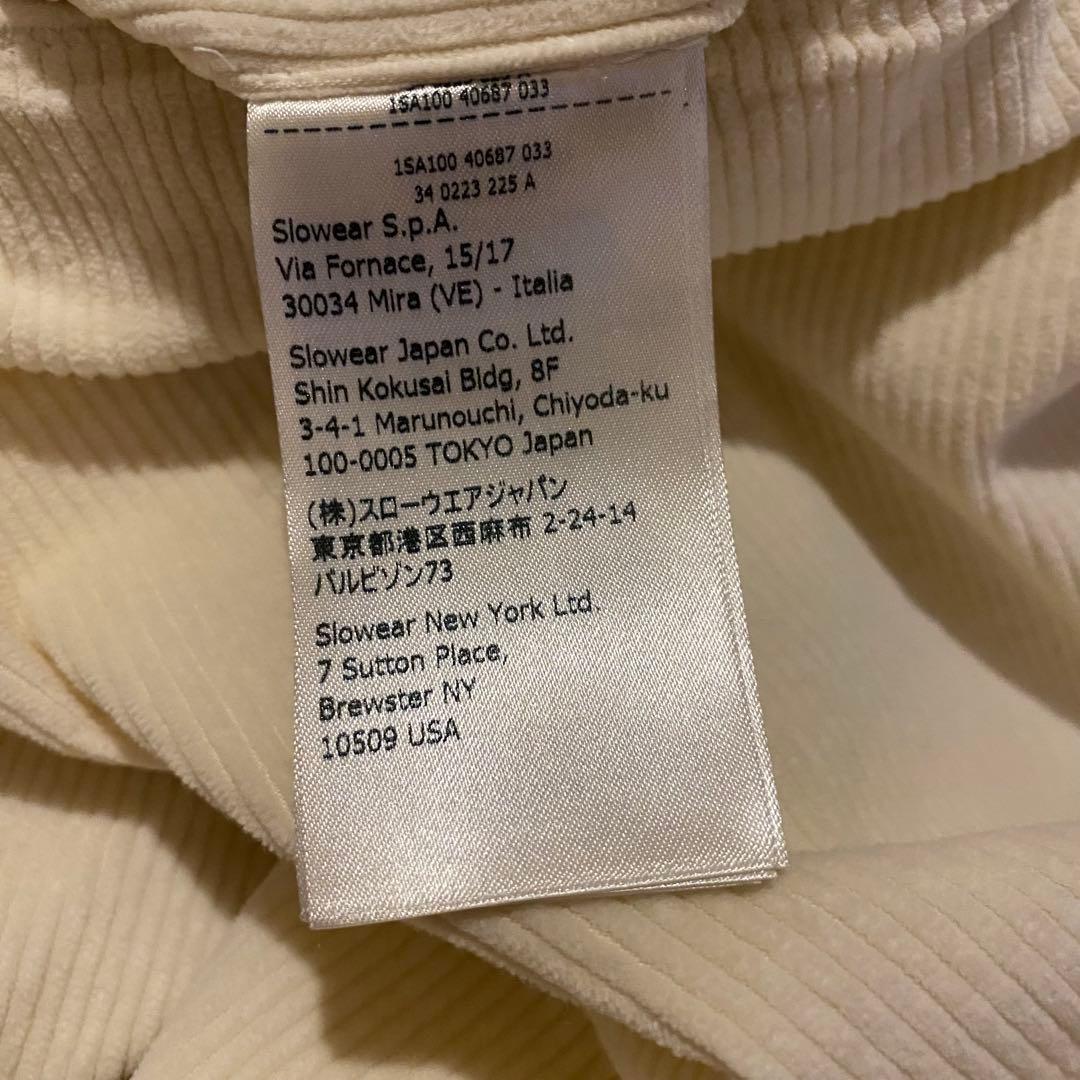 1SA100 40687 033
1SA100 40687 033
34 0223 225 A
Slowear S.p.A.
Via Fornace, 15/17
30034 Mira (VE) - Italia
Slowear Japan Co. Ltd.
Shin Kokusai Bldg, 8F
3-4-1 Marunouchi, Chiyoda-ku
100-0005 TOKYO Japan
(株)スローウエアジャパン
東京都港区西麻布 2-24-14
バルビゾン73
Slowear New York Ltd.
7 Sutton Place,
Brewster NY
10509 USA